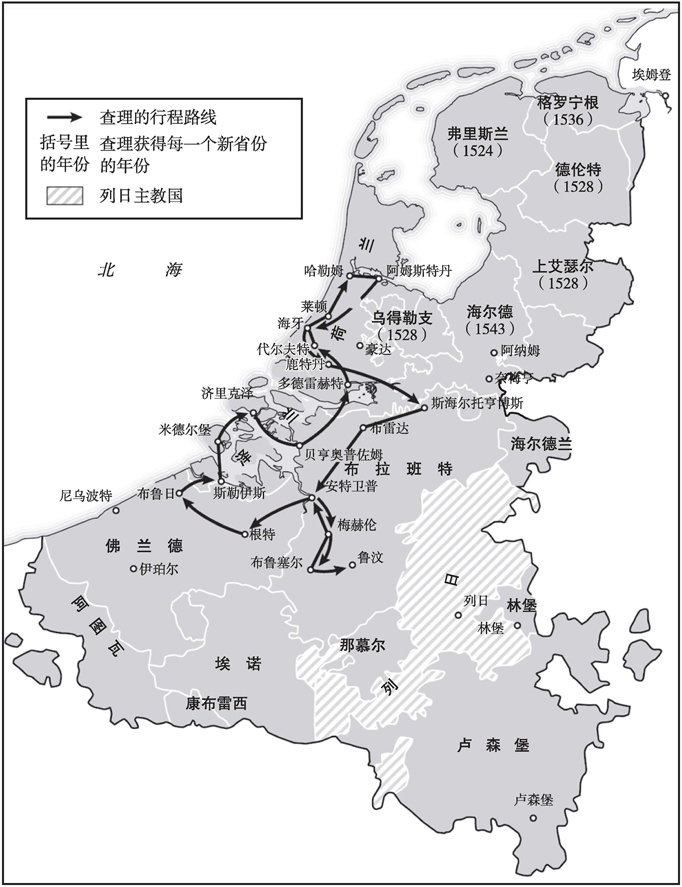 埃姆登
查理的行程路线
括号里 查理获得每一个新省份
的年份 的年份
列日主教国
格罗宁根
(1536)
弗里斯兰
(1524)
德伦特
(1528)
北 海
上艾瑟尔
(1528)
哈勒姆
阿姆斯特丹
荷 兰
莱顿
海牙
乌得勒支
(1528)
海尔德
(1543)
代尔夫特
豪达
阿纳姆
鹿特丹
奈梅亨
多德雷赫特
济里克泽
斯海尔托亨博斯
米德尔堡
泽 兰
布雷达
海尔德兰
贝亨奥普佐姆
布 拉 班 特
布鲁日
斯勒伊斯
安特卫普
尼乌波特
根特
梅赫伦
佛 兰 德
伊珀尔
布鲁塞尔
鲁汶
列 日
列日
林堡
林堡
阿 图 瓦
那慕尔
埃 诺
康布雷西
卢 森 堡
卢森堡